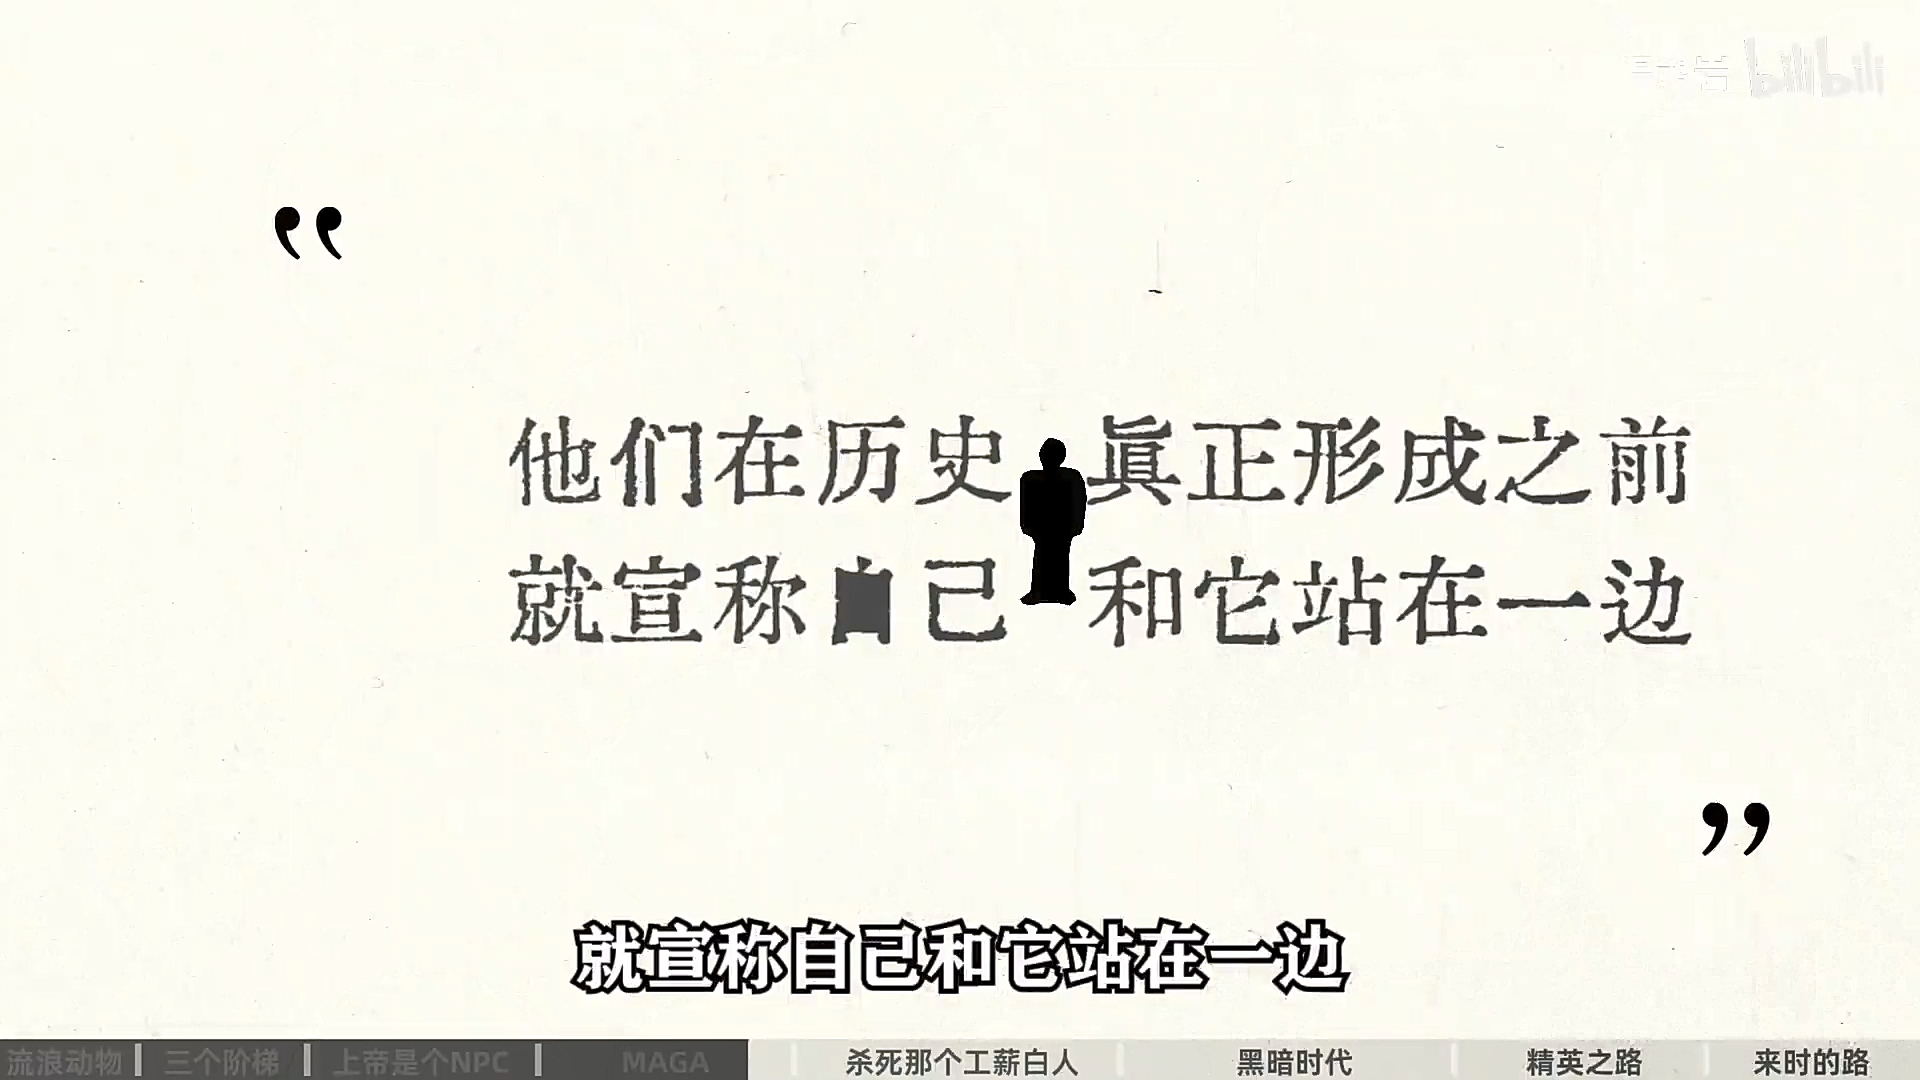 bilibili
“
他们在历史真正形成之前
就宣称自己和它站在一边
”
就宣称自己和它站在一边
流浪动物 三个阶梯 上帝是个NPC MAGA 杀死那个工薪白人 黑暗时代 精英之路 来时的路